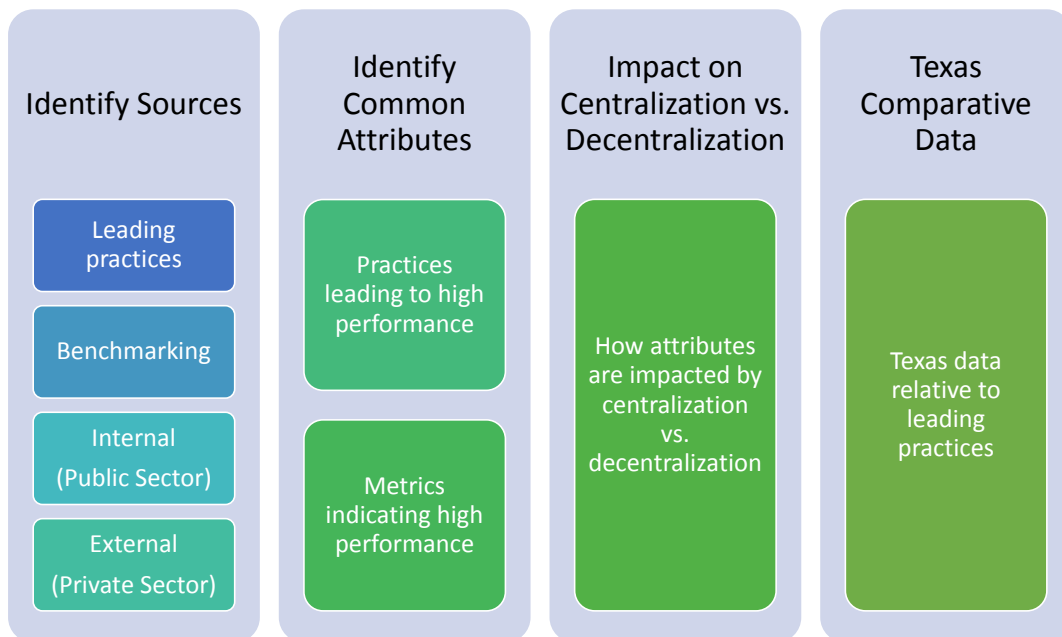 Identify Sources
Leading
practices
Benchmarking
Internal
(Public Sector)
External
(Private Sector)
Identify
Common
Attributes
Practices
leading to high
performance
Metrics
indicating high
performance
Impact on
Centralization vs.
Decentralization
How attributes
are impacted by
centralization
vs.
decentralization
Texas
Comparative
Data
Texas data
relative to
leading
practices